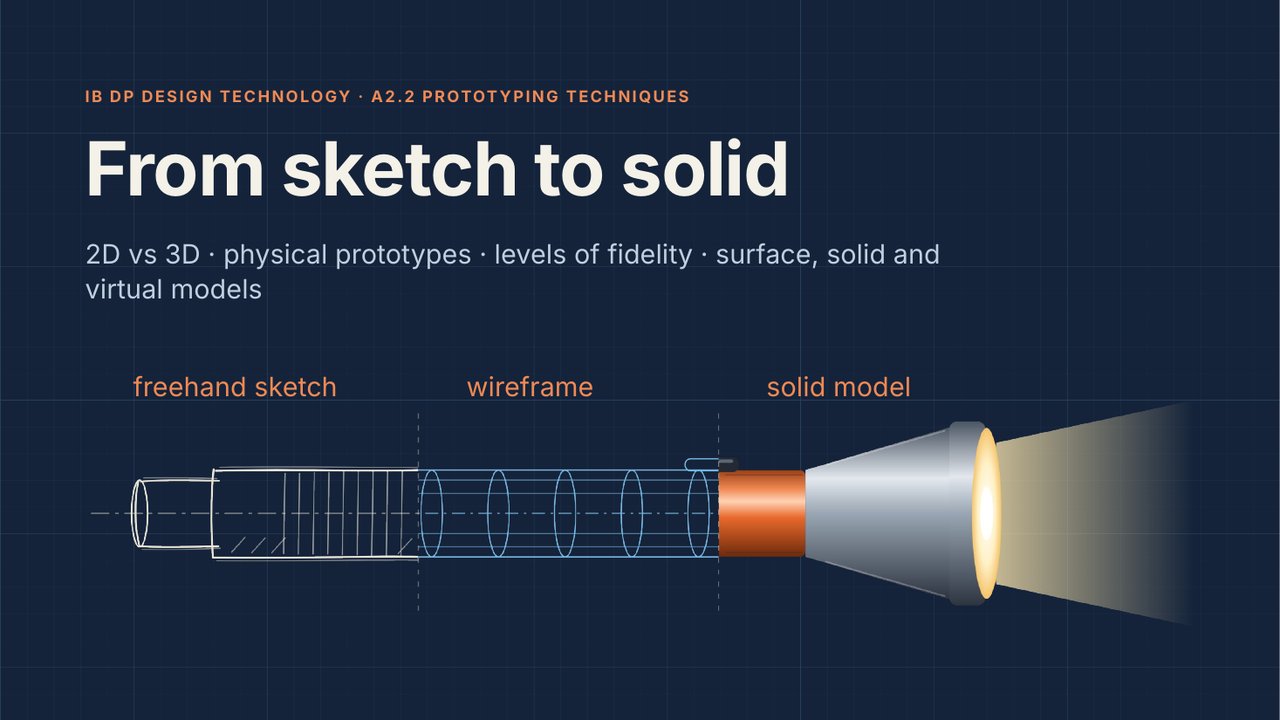 IB DP DESIGN TECHNOLOGY · A2.2 PROTOTYPING TECHNIQUES
From sketch to solid
2D vs 3D · physical prototypes · levels of fidelity · surface, solid and
virtual models
freehand sketch
wireframe
solid model